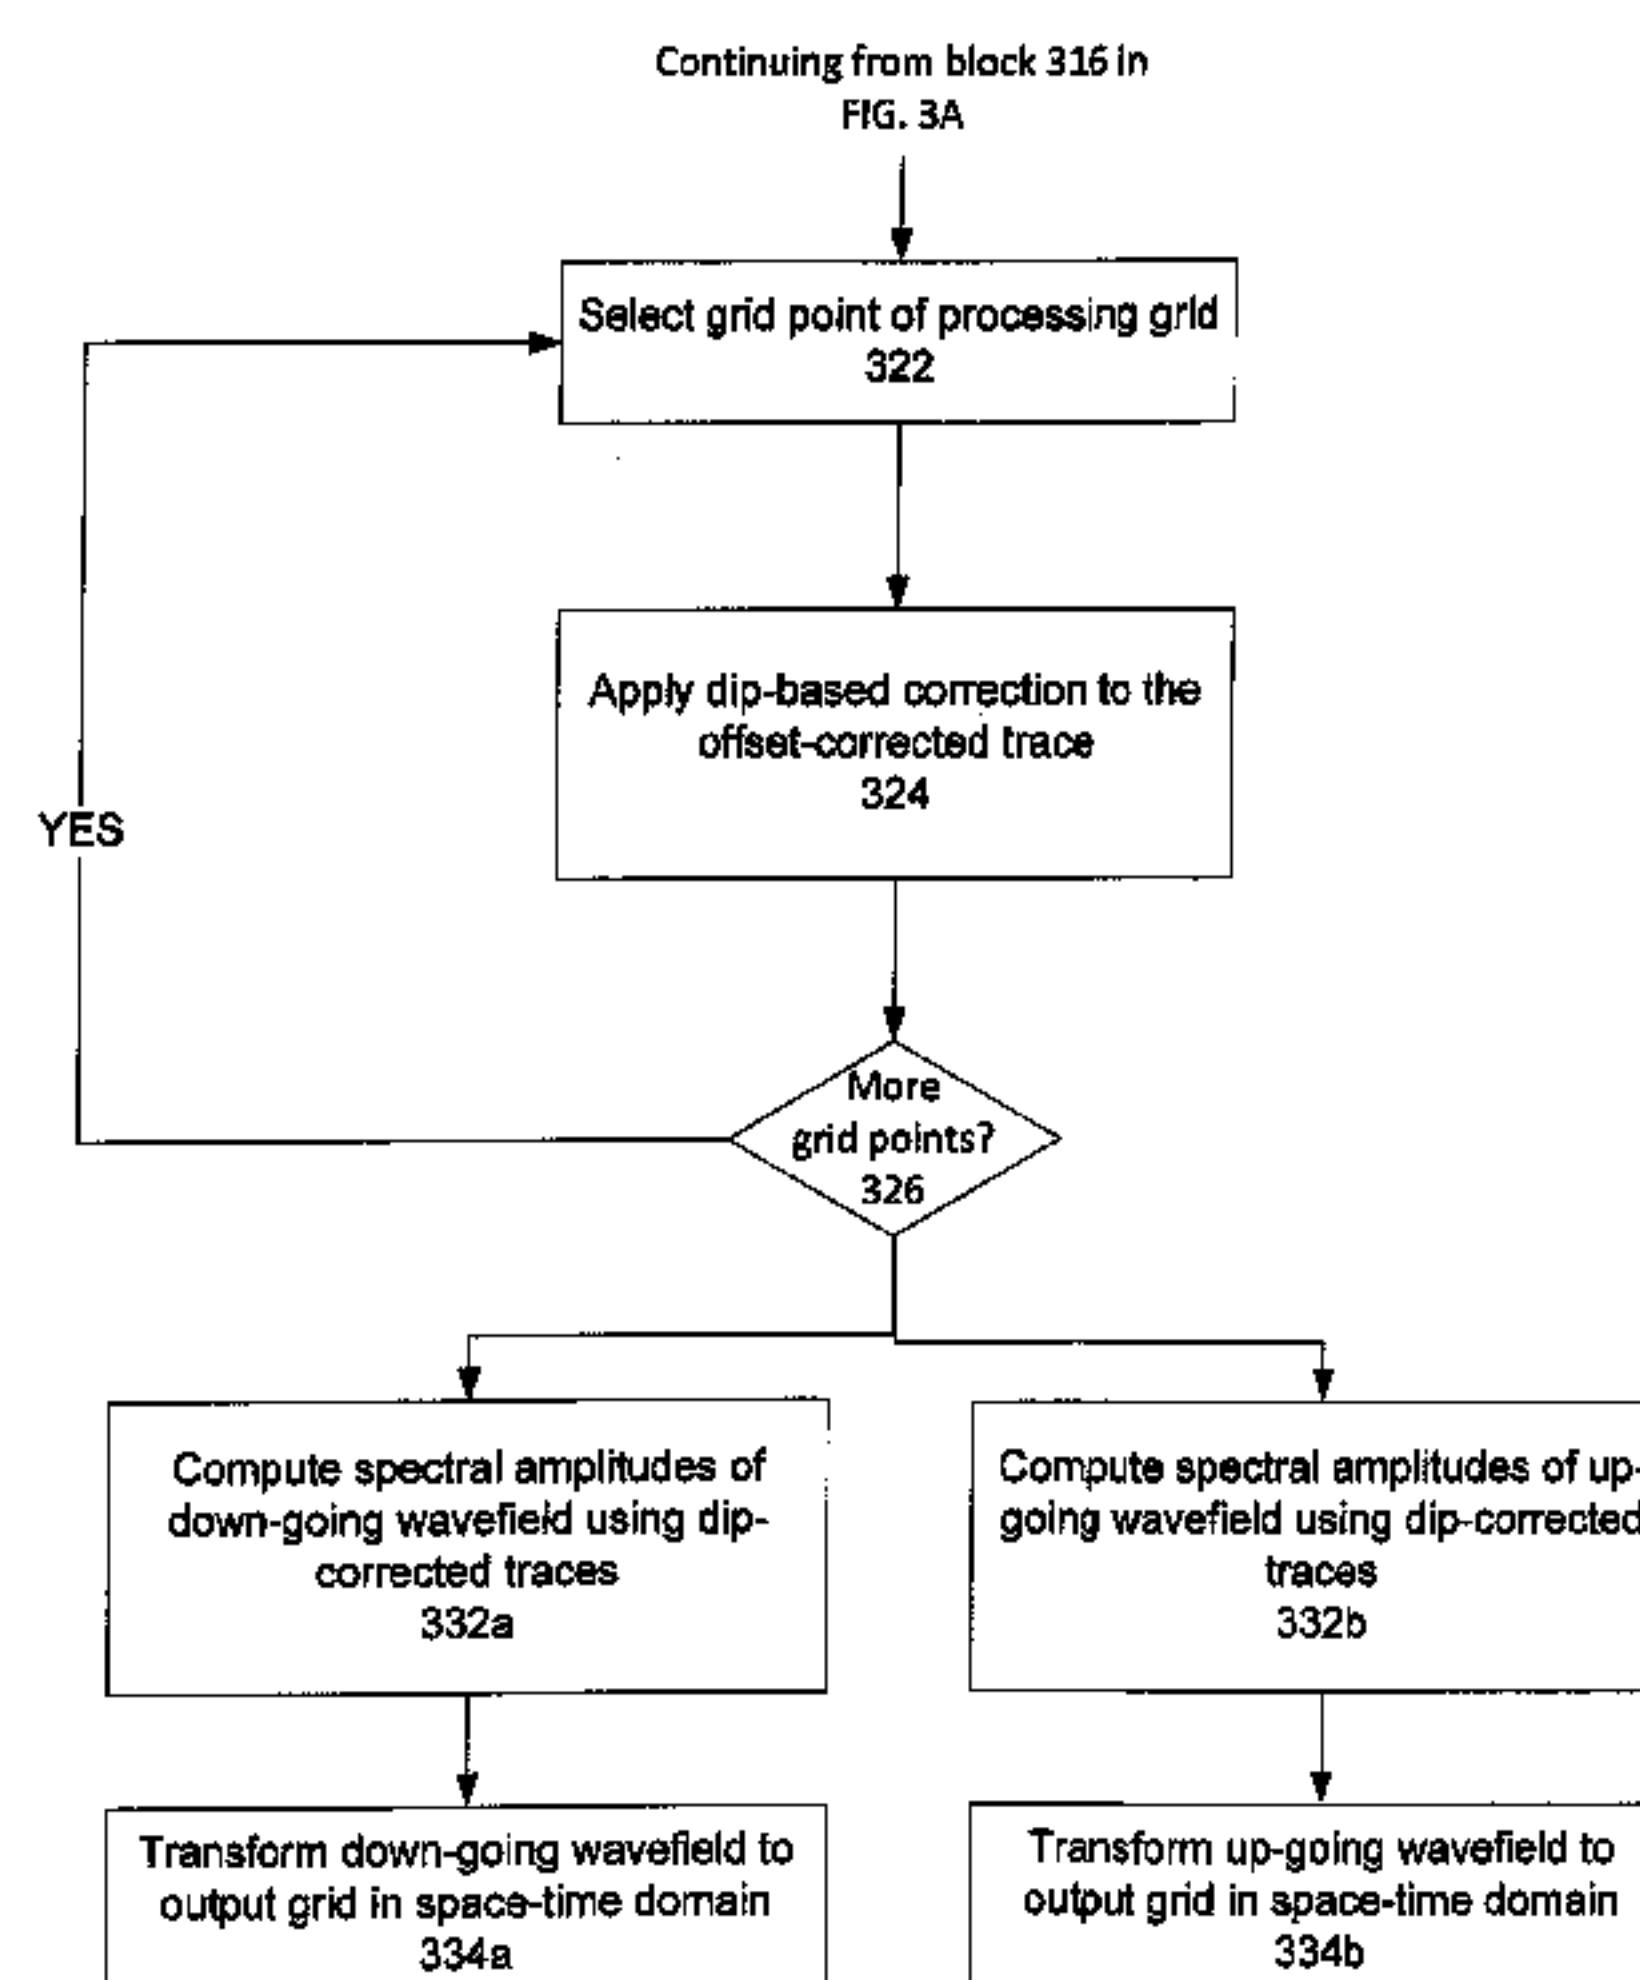 Continuing from block 316 in
FIG. 3A
Select grid point of processing grid
322
Apply dip-based correction to the
offset-corrected trace
324
YES
More
grid points?
326
Compute spectral amplitudes of
down-going wavefield using dip-
corrected traces
332a
Compute spectral amplitudes of up-
going wavefield using dip-corrected
traces
332b
Transform down-going wavefield to
output grid in space-time domain
334a
Transform up-going wavefield to
output grid in space-time domain
334b